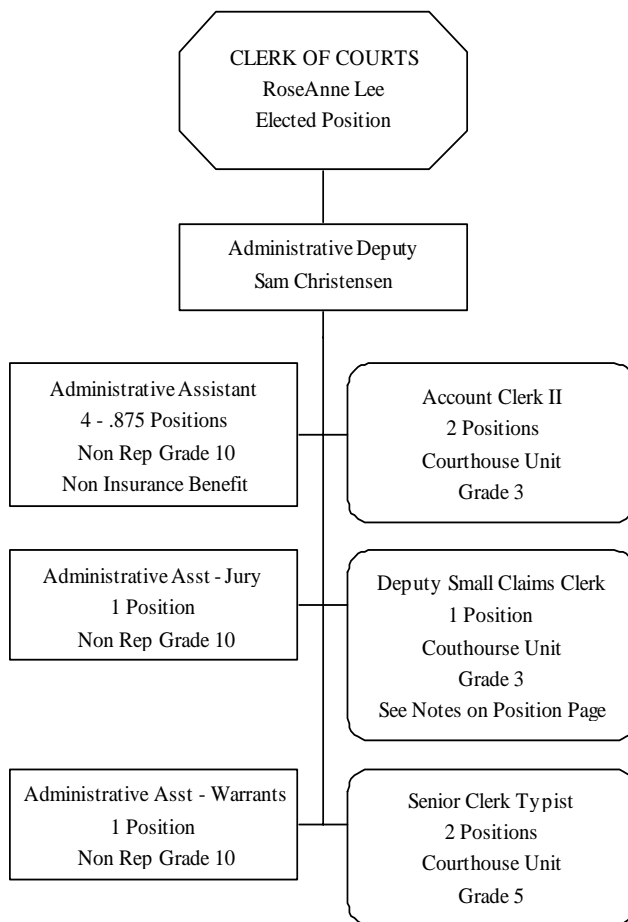 CLERK OF COURTS
RoseAnne Lee
Elected Position
Administrative Deputy
Sam Christensen
Administrative Assistant
4 - .875 Positions
Non Rep Grade 10
Non Insurance Benefit
Account Clerk II
2 Positions
Courthouse Unit
Grade 3
Administrative Asst - Jury
1 Position
Non Rep Grade 10
Deputy Small Claims Clerk
1 Position
Couthourse Unit
Grade 3
See Notes on Position Page
Administrative Asst - Warrants
1 Position
Non Rep Grade 10
Senior Clerk Typist
2 Positions
Courthouse Unit
Grade 5